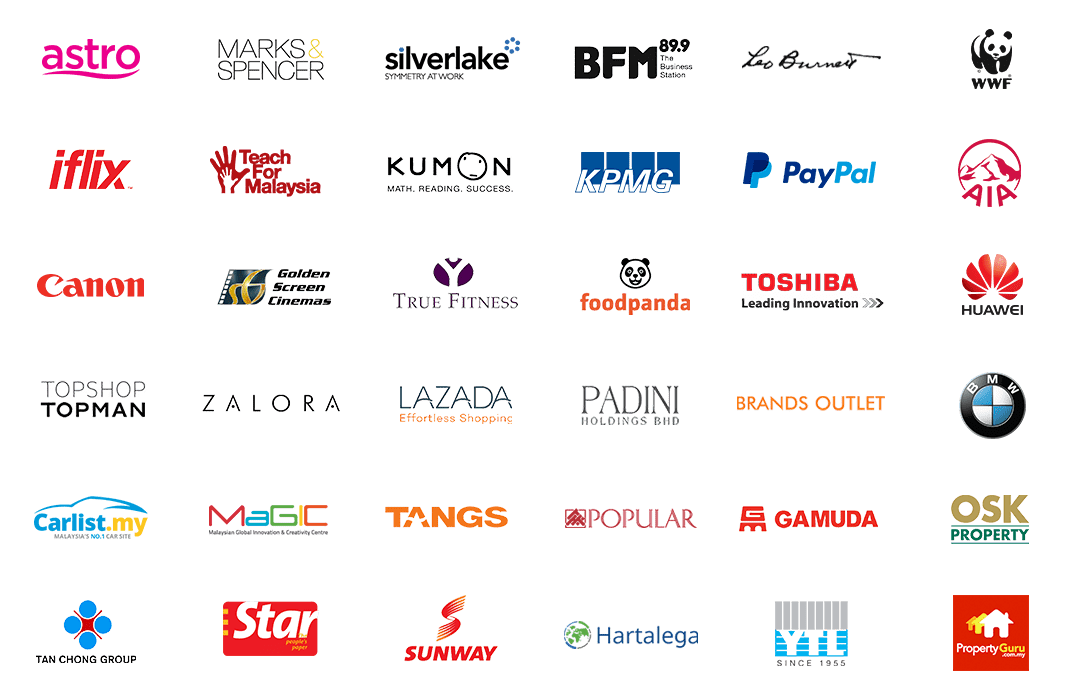 astro
MARKS &
SPENCER
silverlake
SYMMETRY AT WORK
BFM 89.9
The
Business
Station
Leo Burnett
WWF
iflix™
Teach
For
Malaysia
KUMON
MATH. READING. SUCCESS.
KPMG
PayPal
AIA
Canon
Golden
Screen
Cinemas
TRUE FITNESS
foodpanda
TOSHIBA
Leading Innovation >>>
HUAWEI
TOPSHOP
TOPMAN
ZALORA
LAZADA
Effortless Shopping
PADINI
HOLDINGS BHD
BRANDS OUTLET
BMW
Carlist.my
MALAYSIA'S NO.1 CAR SITE
MaGIC
Malaysian Global Innovation & Creativity Centre
TANGS
POPULAR
GAMUDA
OSK
PROPERTY
TAN CHONG GROUP
Star
the
people's
paper
SUNWAY
Hartalega
YTL
SINCE 1955
PropertyGuru
.com.my